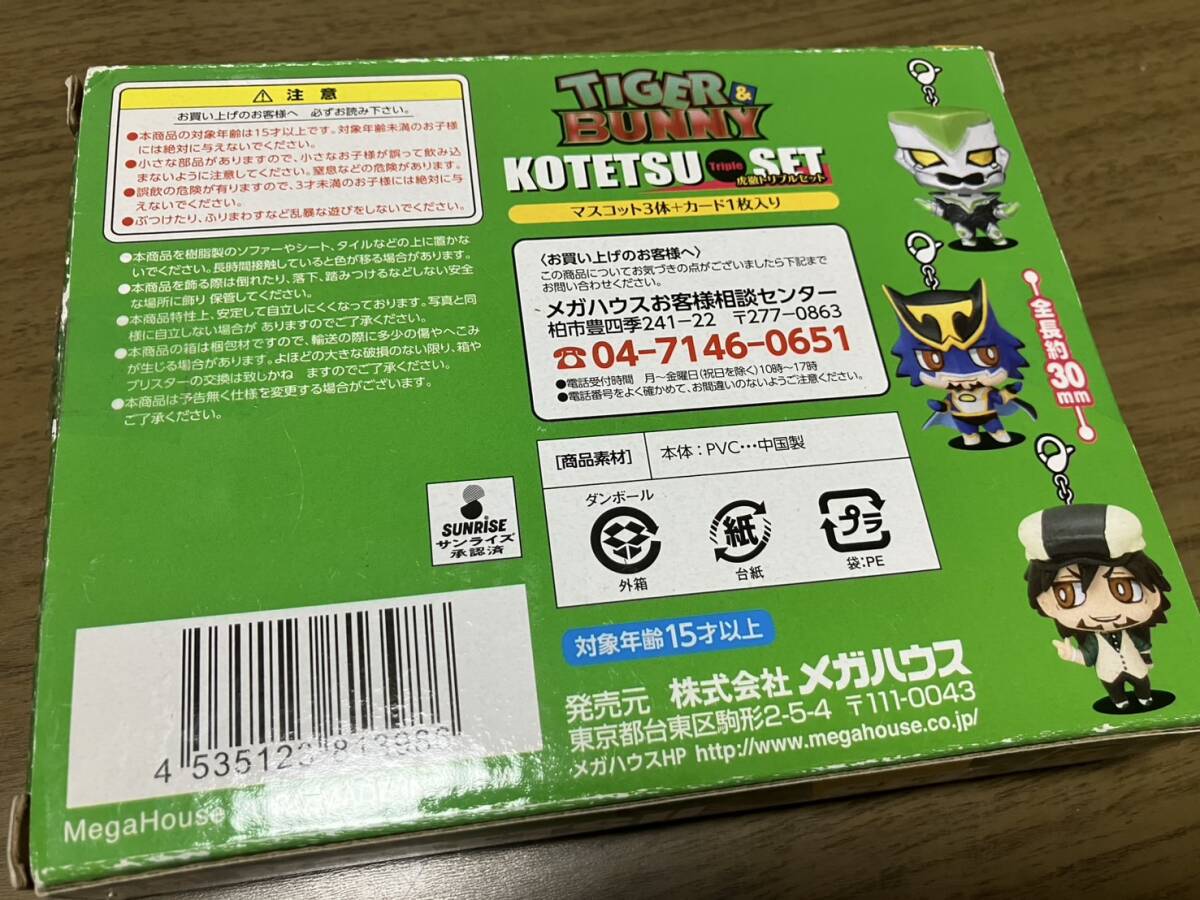 ⚠ 注意
お買い上げのお客様へ 必ずお読み下さい。
●本商品の対象年齢は15才以上です。対象年齢未満のお子様
には絶対に与えないでください。
●小さな部品がありますので、小さなお子様が誤って飲み込
まないように注意してください。窒息などの危険があります。
●誤飲の危険が有りますので、3才未満のお子様には絶対に与
えないでください。
●ぶつけたり、ふりまわすなど乱暴な遊びをしないでください。
●本商品を樹脂製のソファーやシート、タイルなどの上に置かな
いでください。長時間接触していると色が移る場合があります。
●本商品を飾る際は倒れたり、落下、踏みつけるなどしない安全
な場所に飾り 保管してください。
●本商品特性上、安定して自立しにくくなっております。写真と同
様に自立しない場合が ありますのでご了承ください。
●本商品の箱は梱包材ですので、輸送の際に多少の傷やへこみ
が生じる場合があります。よほどの大きな破損のない限り、箱や
ブリスターの交換は致しかね ますのでご了承ください。
●本商品は予告無く仕様を変更する場合がございます。
ご了承ください。
SUNRISE
サンライズ
承認済
TIGER &
BUNNY
KOTETSU Triple SET
虎徹トリプルセット
マスコット3体+カード1枚入り
〈お買い上げのお客様へ〉
この商品についてお気づきの点がございましたら下記まで
お問い合わせください。
メガハウスお客様相談センター
柏市豊四季241-22 〒277-0863
☎04-7146-0651
●電話受付時間 月〜金曜日(祝日を除く)10時〜17時
●電話番号をよく確かめて、お間違いのないようご注意ください。
[商品素材] 本体:PVC…中国製
ダンボール
外箱
紙
台紙
プラ
袋:PE
全長約30mm
対象年齢15才以上
発売元 株式会社メガハウス
東京都台東区駒形2-5-4 〒111-0043
メガハウスHP http://www.megahouse.co.jp/
MegaHouse